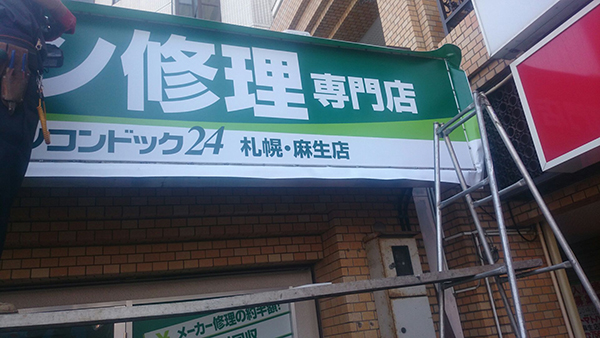 ン修理専門店
ソコンドック24 札幌・麻生店
メーカー修理の約半額!